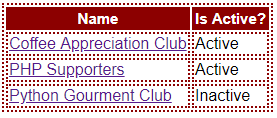 Name Is Active?
Coffee Appreciation Club Active
PHP Supporters Active
Python Gourment Club Inactive